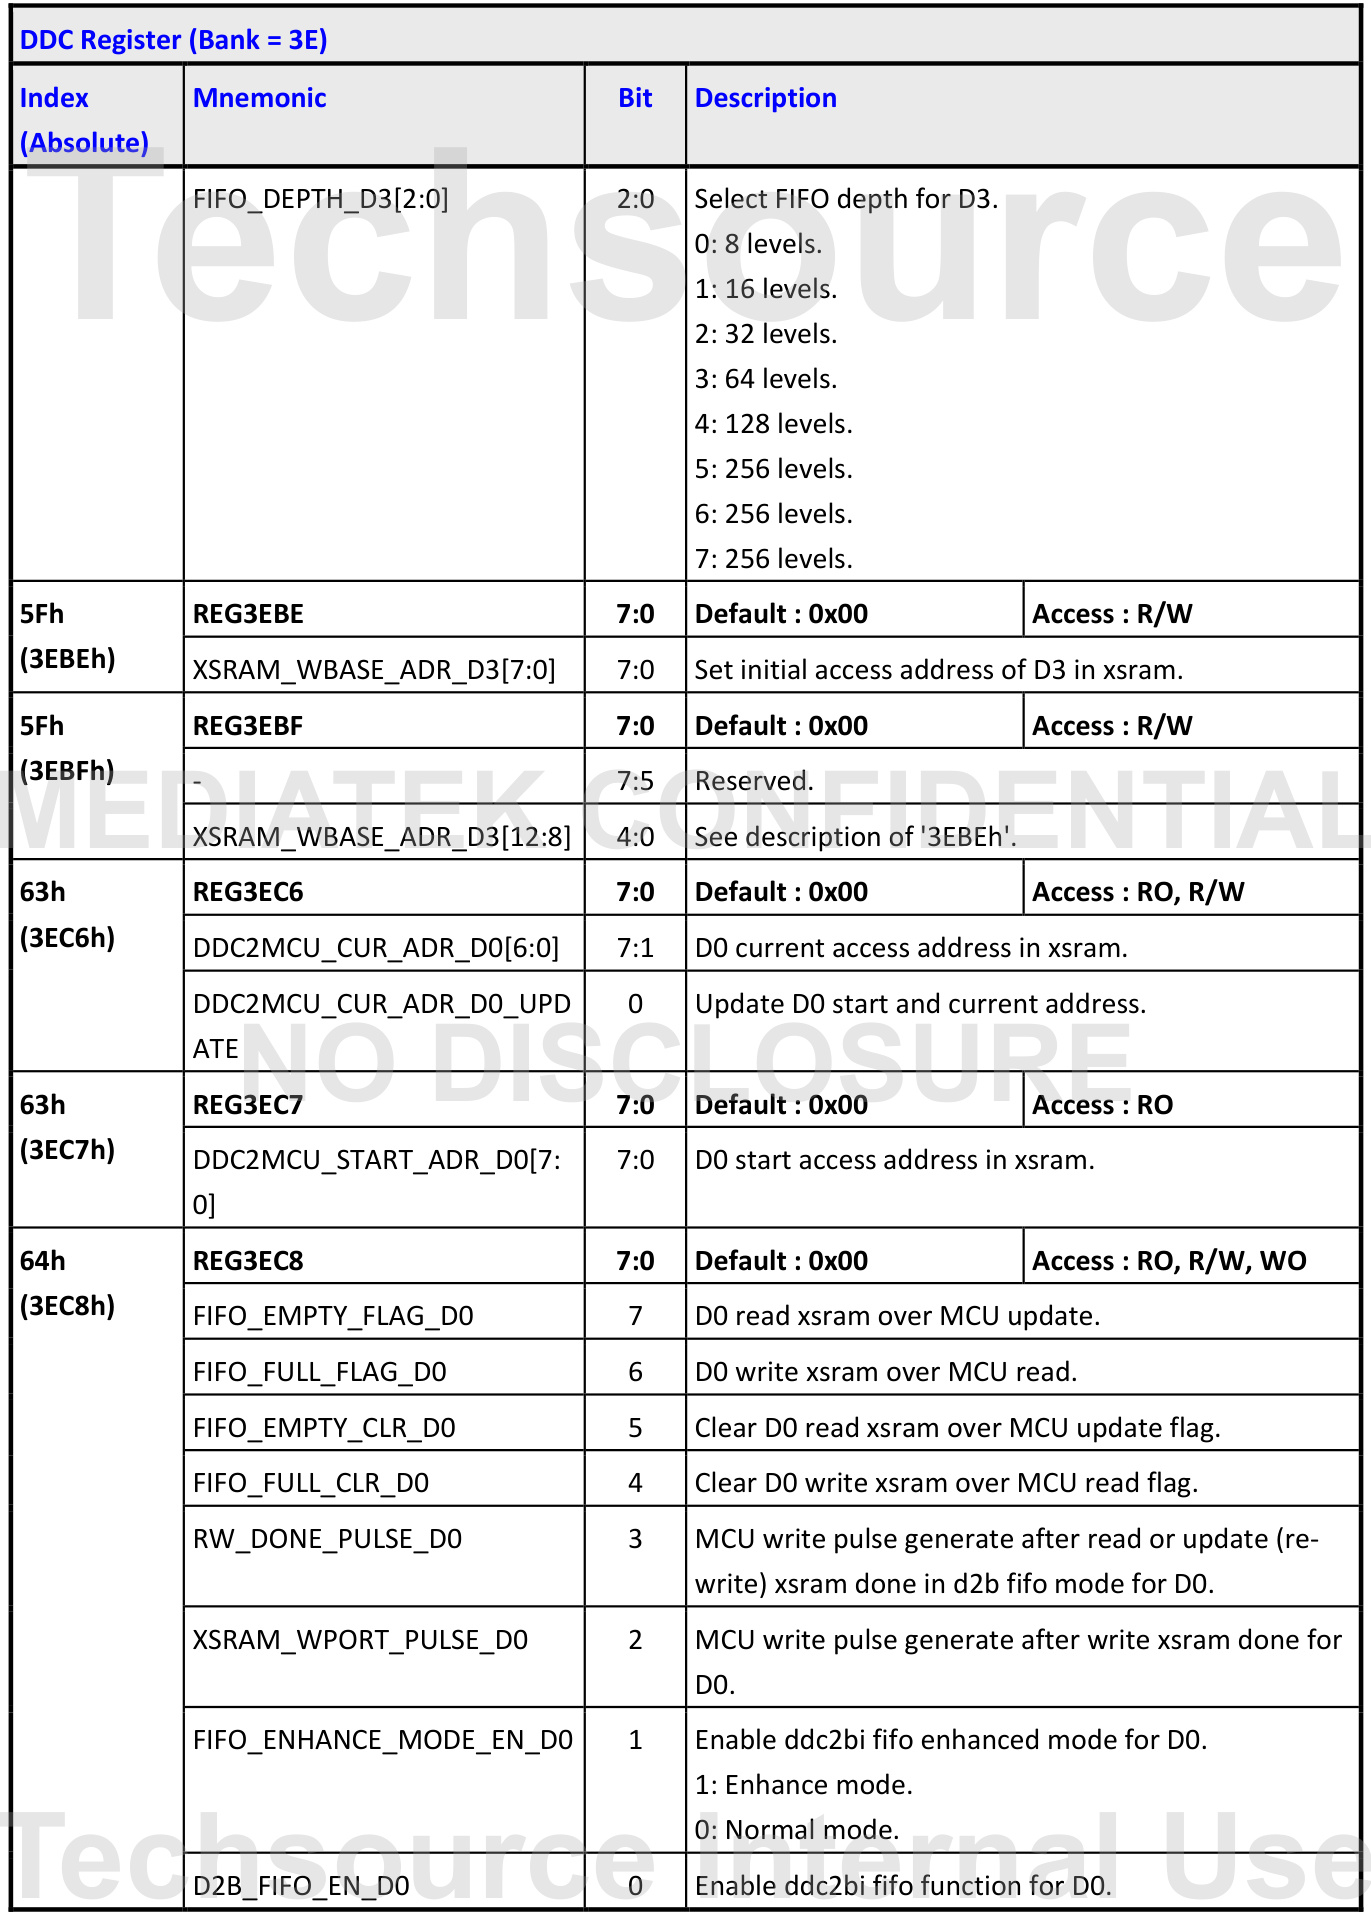 DDC Register (Bank = 3E)
Index
(Absolute)
Mnemonic
Bit
Description
FIFO_DEPTH_D3[2:0]
2:0
Select FIFO depth for D3.
0: 8 levels.
1: 16 levels.
2: 32 levels.
3: 64 levels.
4: 128 levels.
5: 256 levels.
6: 256 levels.
7: 256 levels.
5Fh
(3EBEh)
REG3EBE
7:0
Default : 0x00
Access : R/W
XSRAM_WBASE_ADR_D3[7:0]
7:0
Set initial access address of D3 in xsram.
5Fh
(3EBFh)
REG3EBF
7:0
Default : 0x00
Access : R/W
-
7:5
Reserved.
XSRAM_WBASE_ADR_D3[12:8]
4:0
See description of '3EBEh'.
63h
(3EC6h)
REG3EC6
7:0
Default : 0x00
Access : RO, R/W
DDC2MCU_CUR_ADR_D0[6:0]
7:1
D0 current access address in xsram.
DDC2MCU_CUR_ADR_D0_UPD
ATE
0
Update D0 start and current address.
63h
(3EC7h)
REG3EC7
7:0
Default : 0x00
Access : RO
DDC2MCU_START_ADR_D0[7:
0]
7:0
D0 start access address in xsram.
64h
(3EC8h)
REG3EC8
7:0
Default : 0x00
Access : RO, R/W, WO
FIFO_EMPTY_FLAG_D0
7
D0 read xsram over MCU update.
FIFO_FULL_FLAG_D0
6
D0 write xsram over MCU read.
FIFO_EMPTY_CLR_D0
5
Clear D0 read xsram over MCU update flag.
FIFO_FULL_CLR_D0
4
Clear D0 write xsram over MCU read flag.
RW_DONE_PULSE_D0
3
MCU write pulse generate after read or update (re-
write) xsram done in d2b fifo mode for D0.
XSRAM_WPORT_PULSE_D0
2
MCU write pulse generate after write xsram done for
D0.
FIFO_ENHANCE_MODE_EN_D0
1
Enable ddc2bi fifo enhanced mode for D0.
1: Enhance mode.
0: Normal mode.
D2B_FIFO_EN_D0
0
Enable ddc2bi fifo function for D0.
Techsource
MEDIATEK CONFIDENTIAL
NO DISCLOSURE
Techsource Internal Use